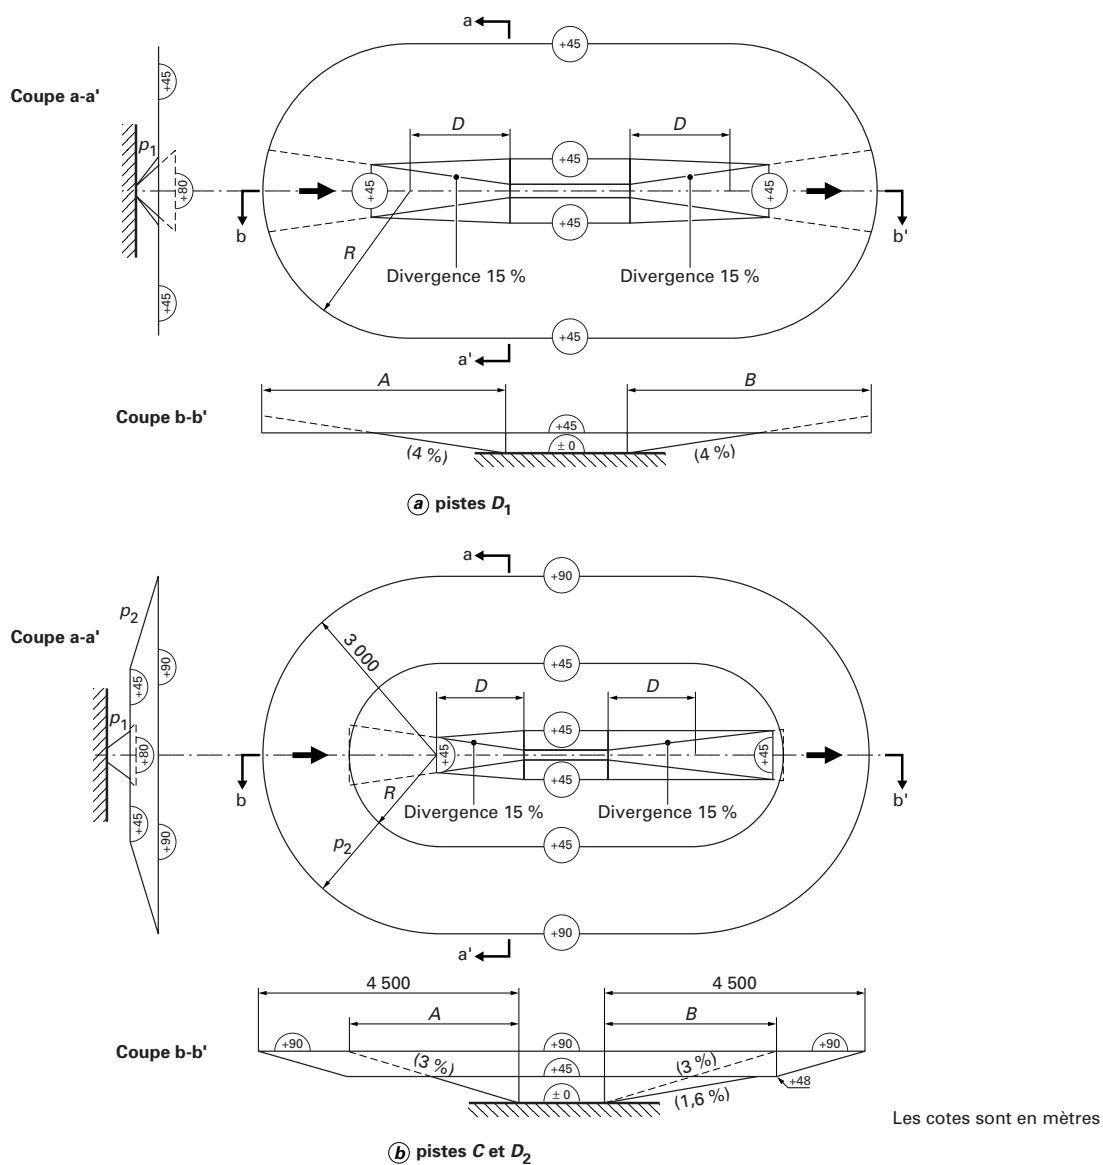 a
+45
Coupe a-a'
+45
p1
+80
+45
D
D
+45
+45
+45
+45
b
b'
R
Divergence 15 %
Divergence 15 %
+45
a'
A
B
Coupe b-b'
+45
± 0
(4 %)
(4 %)
a pistes D1
a
+90
Coupe a-a'
p2
+90
+45
p1
+80
+45
+90
3 000
+45
D
D
+45
+45
+45
+45
b
b'
R
Divergence 15 %
Divergence 15 %
p2
+45
+90
a'
4 500
4 500
A
B
Coupe b-b'
+90
+90
+90
(3 %)
(3 %)
+45
+48
± 0
(1,6 %)
Les cotes sont en mètres
b pistes C et D2